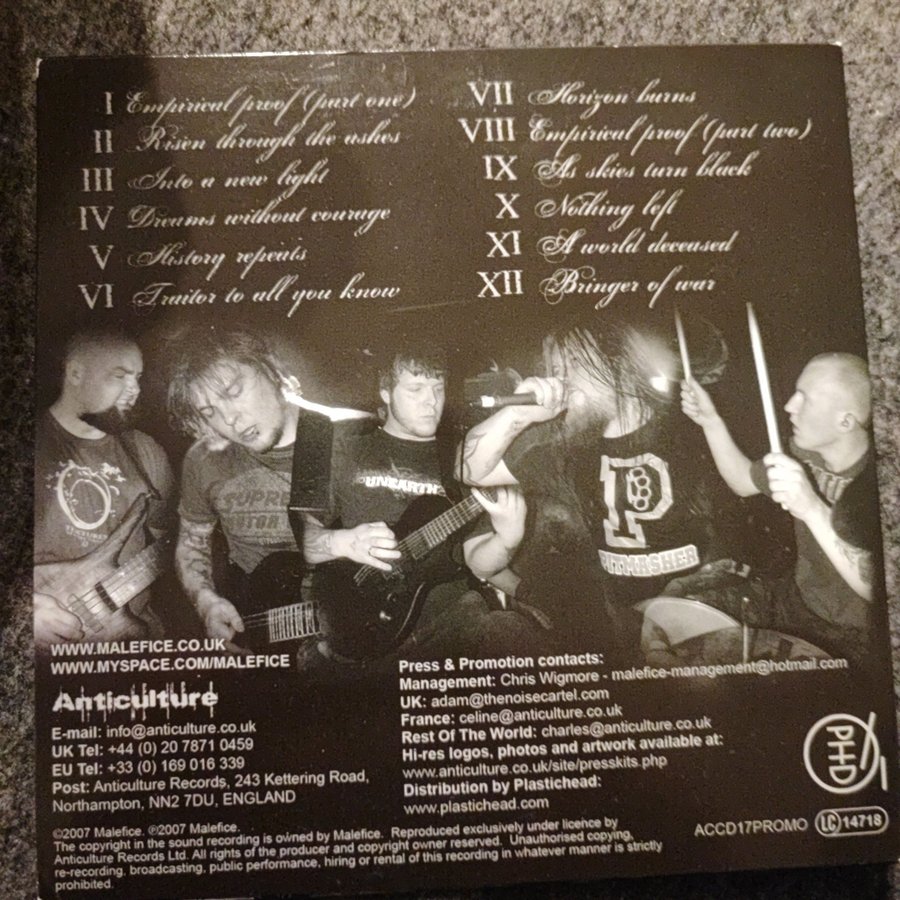 I Empirical proof (part one)
II Risen through the ashes
III Into a new light
IV Dreams without courage
V History repeats
VI Traitor to all you know
VII Horizon burns
VIII Empirical proof (part two)
IX As skies turn black
X Nothing left
XI A world deceased
XII Bringer of war
SUPRE
MOTOR
UNEARTH
P
PITMASHER
WWW.MALEFICE.CO.UK
WWW.MYSPACE.COM/MALEFICE
Anticulture
E-mail: info@anticulture.co.uk
UK Tel: +44 (0) 20 7871 0459
EU Tel: +33 (0) 169 016 339
Post: Anticulture Records, 243 Kettering Road,
Northampton, NN2 7DU, ENGLAND
Press & Promotion contacts:
Management: Chris Wigmore - malefice-management@hotmail.com
UK: adam@thenoisecartel.com
France: celine@anticulture.co.uk
Rest Of The World: charles@anticulture.co.uk
Hi-res logos, photos and artwork available at:
www.anticulture.co.uk/site/presskits.php
Distribution by Plastichead:
www.plastichead.com
PHD
©2007 Malefice. ℗2007 Malefice.
The copyright in the sound recording is owned by Malefice. Reproduced exclusively under licence by
Anticulture Records Ltd. All rights of the producer and copyright owner reserved. Unauthorised copying,
re-recording, broadcasting, public performance, hiring or rental of this recording in whatever manner is strictly
prohibited.
ACCD17PROMO LC 14718